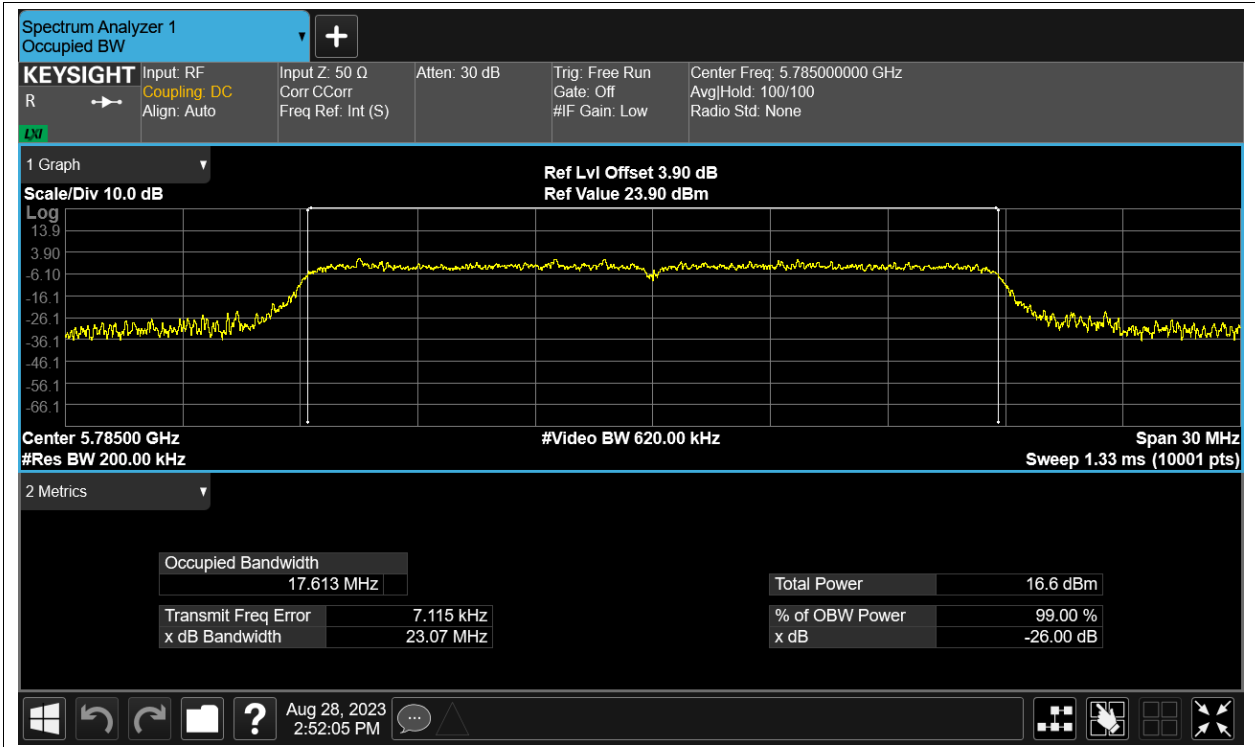 Spectrum Analyzer 1
Occupied BW
KEYSIGHT
R
LXI
Input: RF
Coupling: DC
Align: Auto
Input Z: 50 Ω
Corr CCorr
Freq Ref: Int (S)
Atten: 30 dB
Trig: Free Run
Gate: Off
#IF Gain: Low
Center Freq: 5.785000000 GHz
Avg|Hold: 100/100
Radio Std: None
1 Graph
Scale/Div 10.0 dB
Ref Lvl Offset 3.90 dB
Ref Value 23.90 dBm
Log
13.9
3.90
-6.10
-16.1
-26.1
-36.1
-46.1
-56.1
-66.1
Center 5.78500 GHz
#Video BW 620.00 kHz
Span 30 MHz
#Res BW 200.00 kHz
Sweep 1.33 ms (10001 pts)
2 Metrics
Occupied Bandwidth
17.613 MHz
Transmit Freq Error 7.115 kHz
x dB Bandwidth 23.07 MHz
Total Power 16.6 dBm
% of OBW Power 99.00 %
x dB -26.00 dB
?
Aug 28, 2023
2:52:05 PM